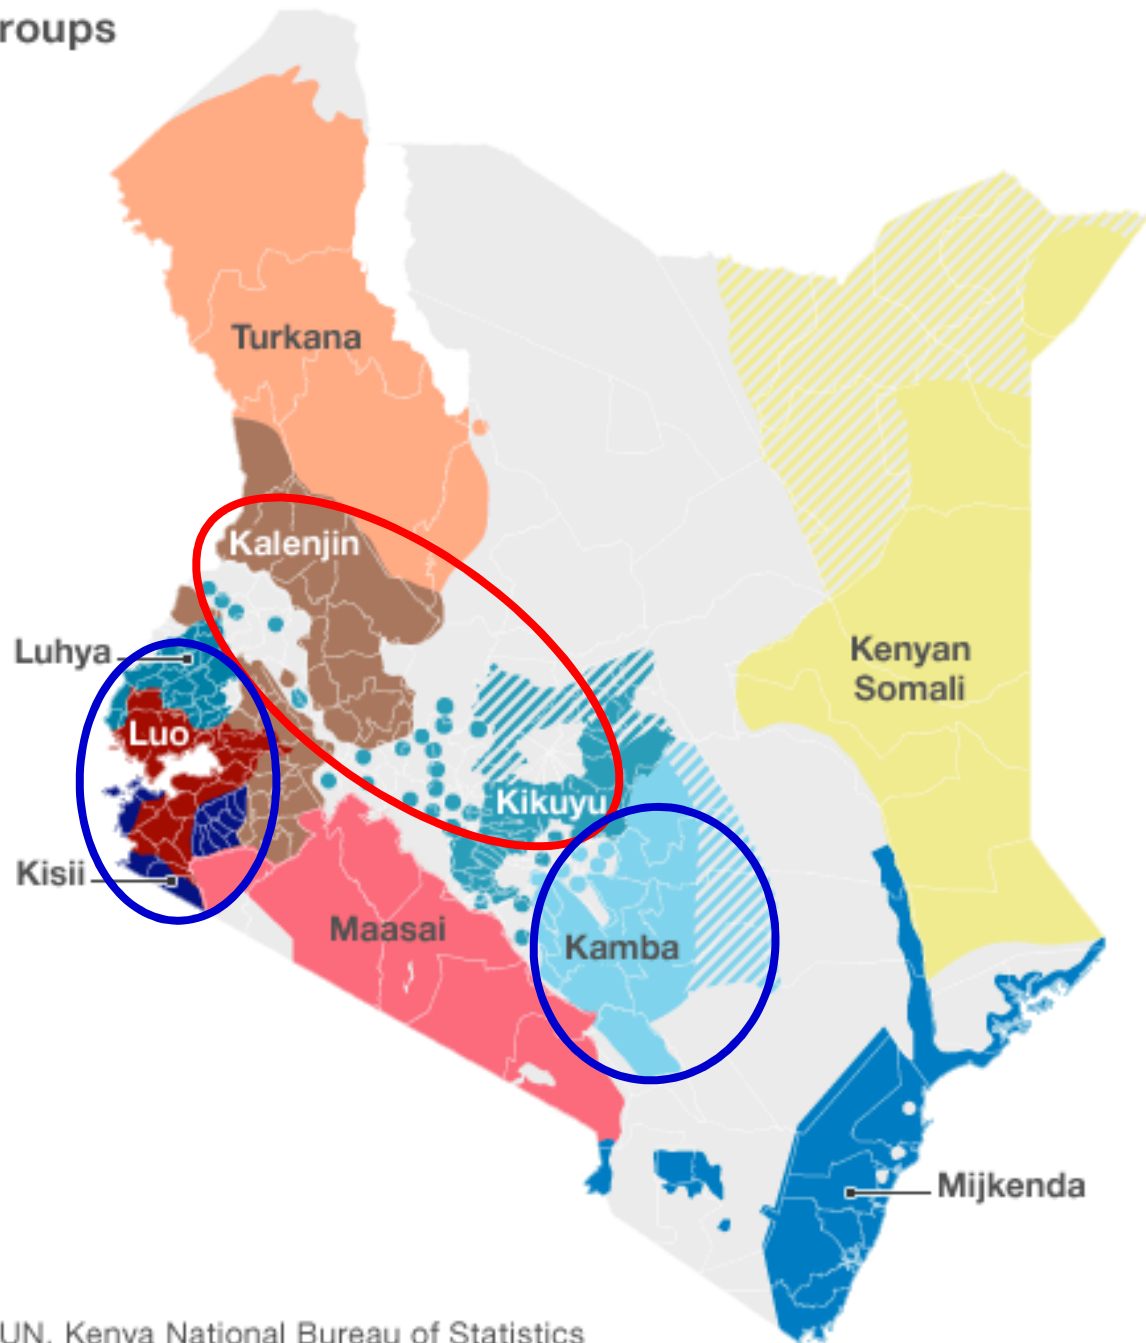 roups
Turkana
Kalenjin
Luhya
Kenyan
Somali
Luo
Kikuyu
Kisii
Maasai
Kamba
Mijkenda
UN, Kenya National Bureau of Statistics